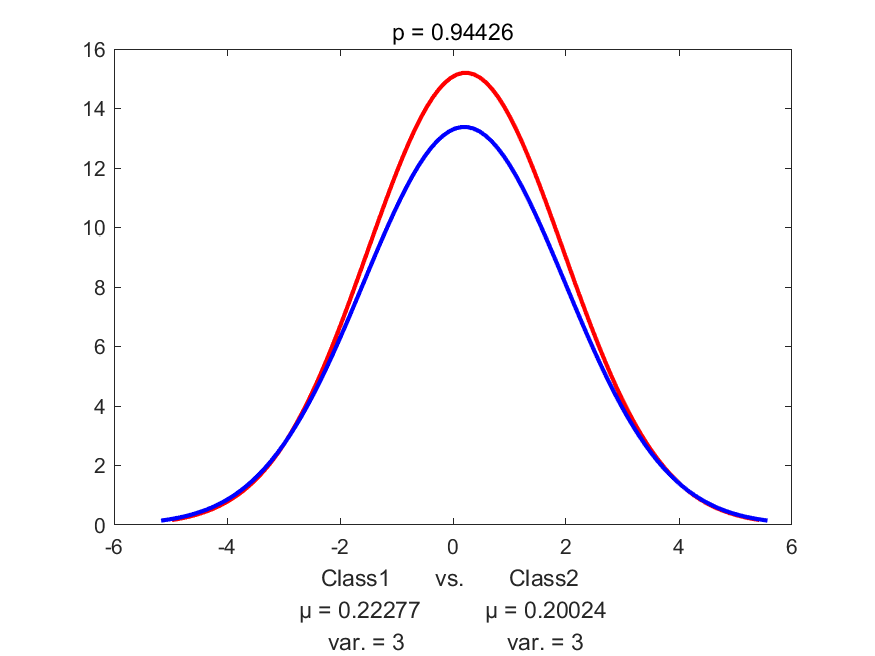 p = 0.94426
16
14
12
10
8
6
4
2
0
-6 -4 -2 0 2 4 6
Class1 vs. Class2
μ = 0.22277 μ = 0.20024
var. = 3 var. = 3